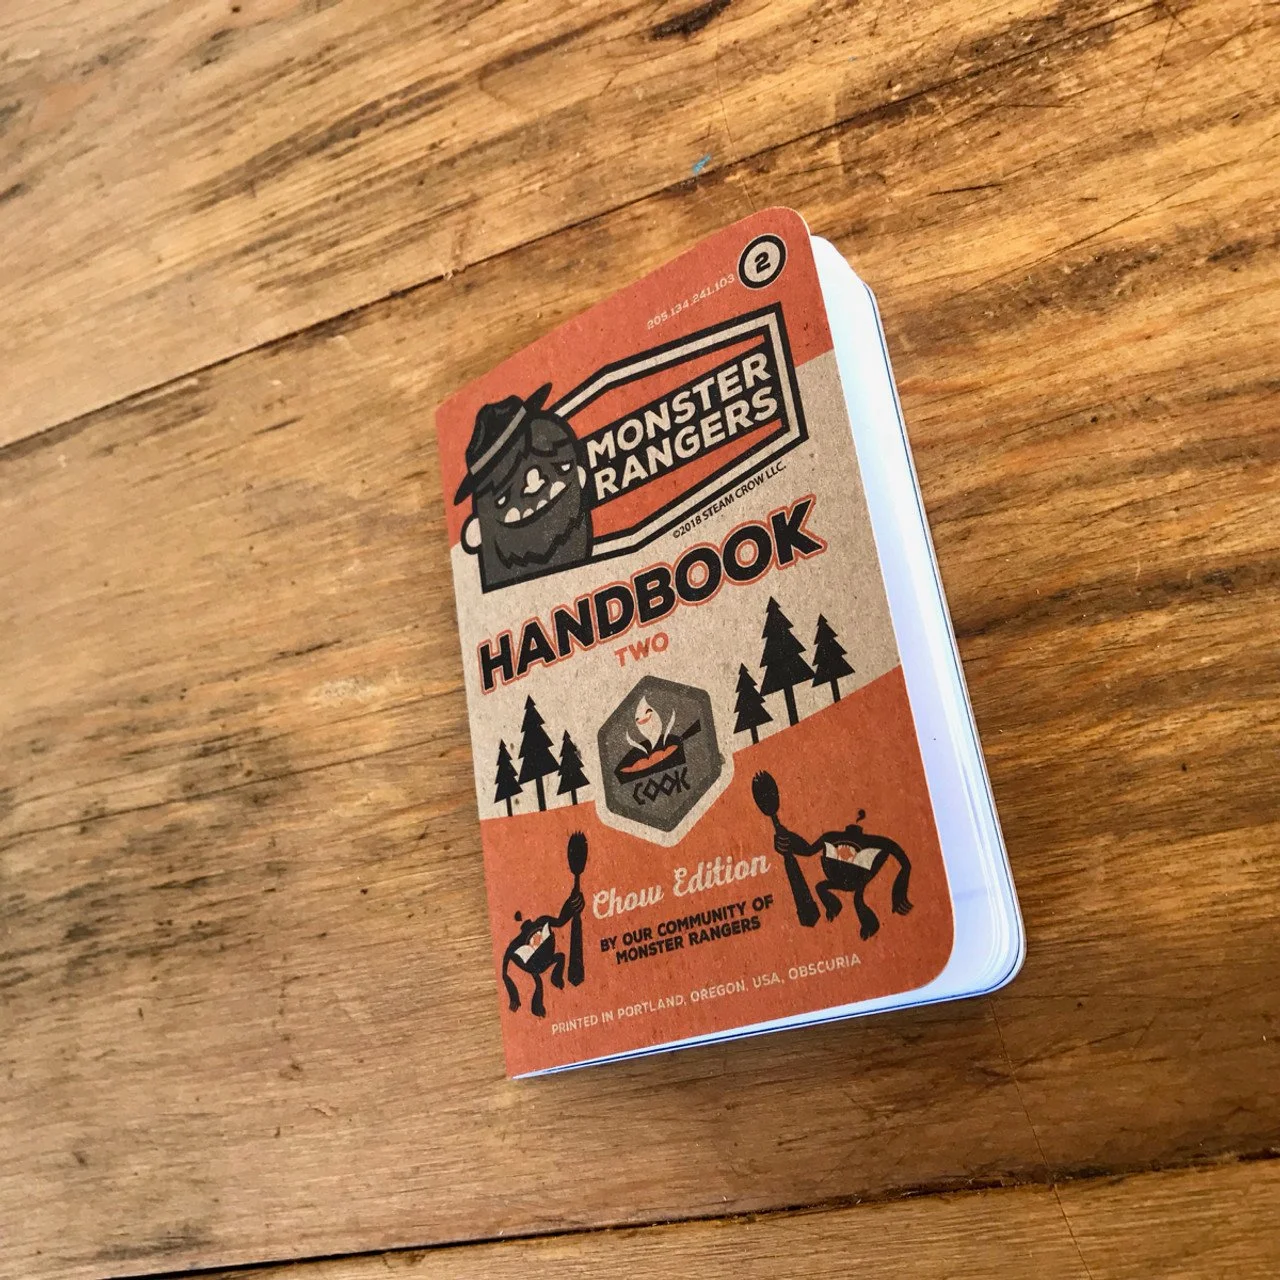 205.134.241.103
2
MONSTER
RANGERS
©2018 STEAM CROW LLC.
HANDBOOK
TWO
COOK
Chow Edition
BY OUR COMMUNITY OF
MONSTER RANGERS
PRINTED IN PORTLAND, OREGON, USA, OBSCURIA